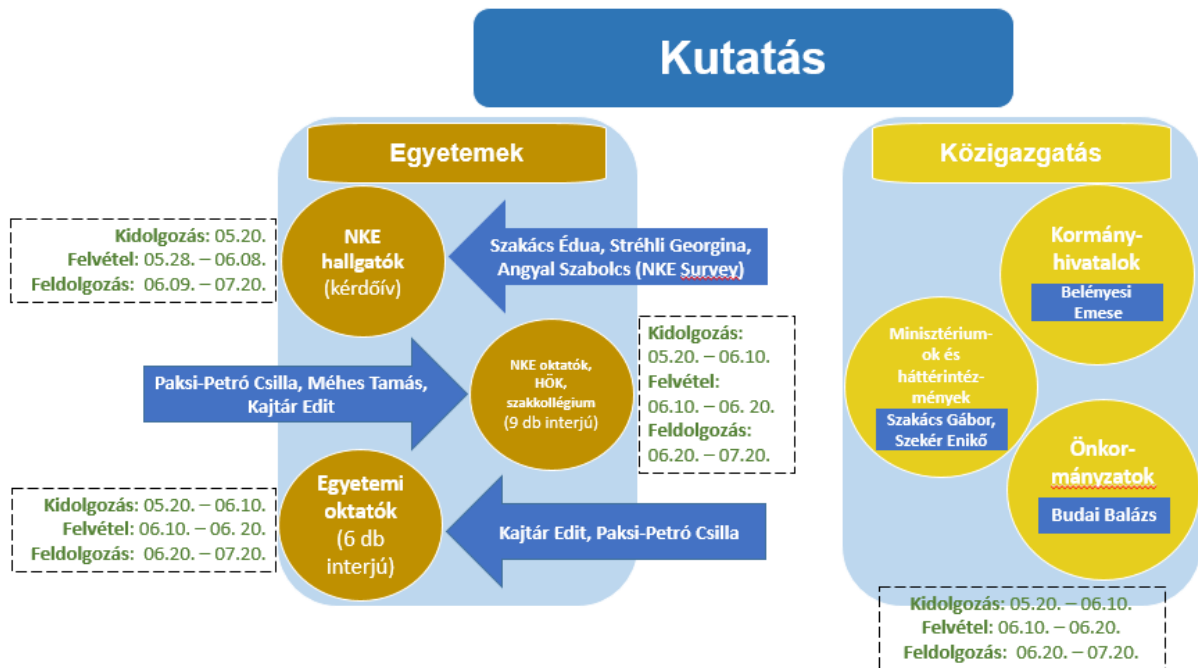 Kutatás
Egyetemek
NKE
hallgatók
(kérdőív)
Kidolgozás: 05.20.
Felvétel: 05.28. – 06.08.
Feldolgozás: 06.09. – 07.20.
Szakács Édua, Stréhli Georgina,
Angyal Szabolcs (NKE Survey)
Paksi-Petró Csilla, Méhes Tamás,
Kajtár Edit
NKE oktatók,
HÖK,
szakkollégium
(9 db interjú)
Kidolgozás:
05.20. – 06.10.
Felvétel:
06.10. – 06. 20.
Feldolgozás:
06.20. – 07.20.
Kidolgozás: 05.20. – 06.10.
Felvétel: 06.10. – 06. 20.
Feldolgozás: 06.20. – 07.20.
Egyetemi
oktatók
(6 db
interjú)
Kajtár Edit, Paksi-Petró Csilla
Közigazgatás
Kormány-
hivatalok
Belényesi
Emese
Minisztérium-
ok és
háttérintéz-
mények
Szakács Gábor,
Szekér Enikő
Önkor-
mányzatok
Budai Balázs
Kidolgozás: 05.20. – 06.10.
Felvétel: 06.10. – 06.20.
Feldolgozás: 06.20. – 07.20.